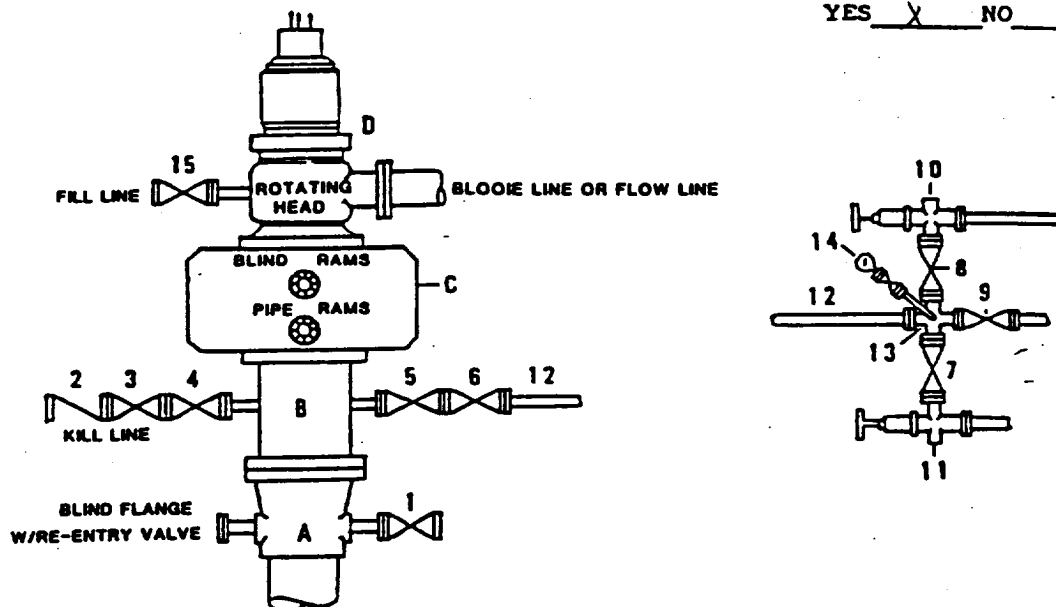 YES X NO
D
15
FILL LINE
ROTATING
HEAD
BLOOIE LINE OR FLOW LINE
BLIND RAMS
C
PIPE RAMS
2 3 4
B
5 6 12
KILL LINE
BLIND FLANGE
W/RE-ENTRY VALVE
A
1
10
14
8
12
9
13
7
11